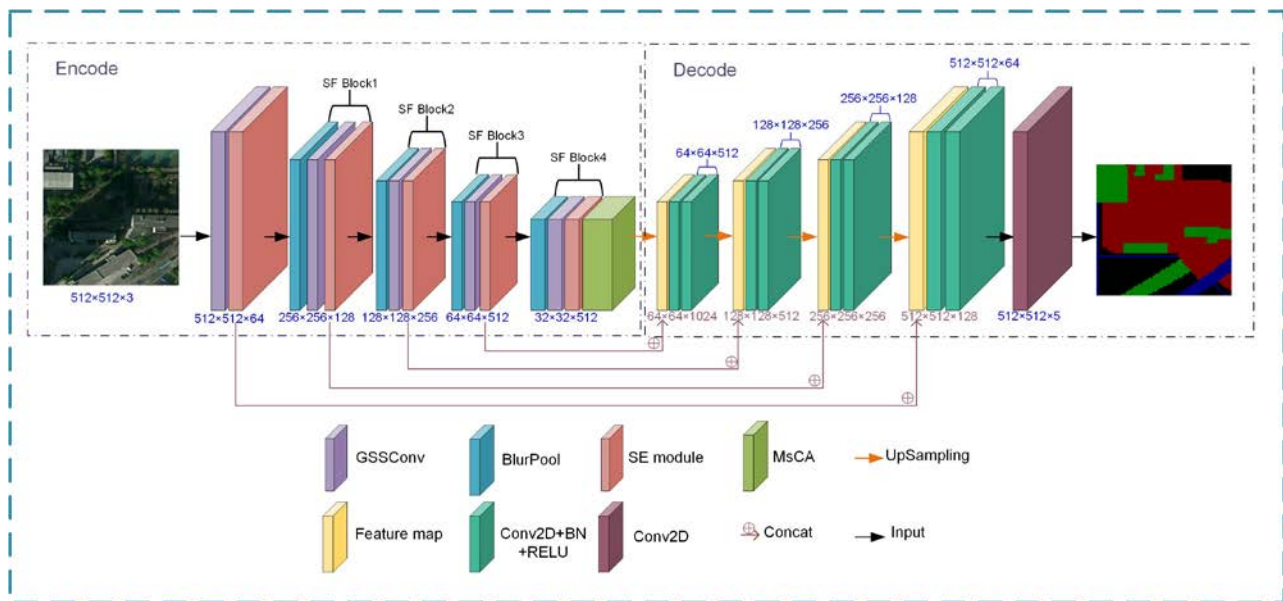 Encode
Decode
SF Block1
SF Block2
SF Block3
SF Block4
512×512×64
256×256×128
128×128×256
64×64×512
512×512×3
512×512×64
256×256×128
128×128×256
64×64×512
32×32×512
64×64×1024
128×128×512
256×256×256
512×512×128
512×512×5
GSSConv
BlurPool
SE module
MsCA
UpSampling
Feature map
Conv2D+BN
+RELU
Conv2D
Concat
Input